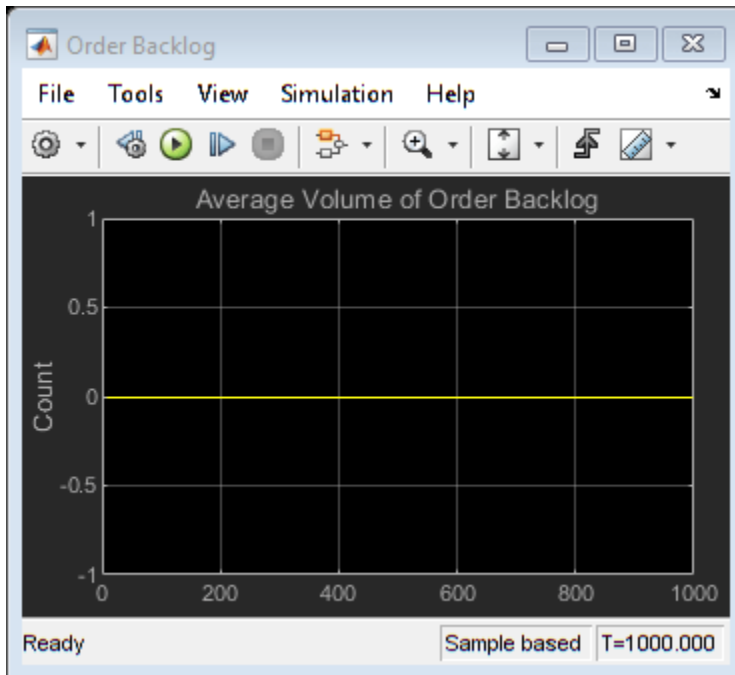 Order Backlog
File Tools View Simulation Help
Average Volume of Order Backlog
1
0.5
0
-0.5
-1
Count
0 200 400 600 800 1000
Ready Sample based T=1000.000